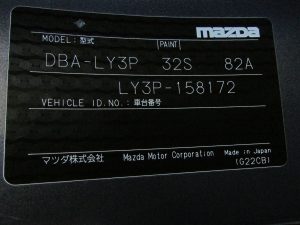 mazda
MODEL: 型式 (PAINT)
DBA-LY3P 32S 82A
LY3P-158172
VEHICLE ID.NO.: 車台番号
マツダ株式会社 Mazda Motor Corporation Made in Japan
(G22CB)